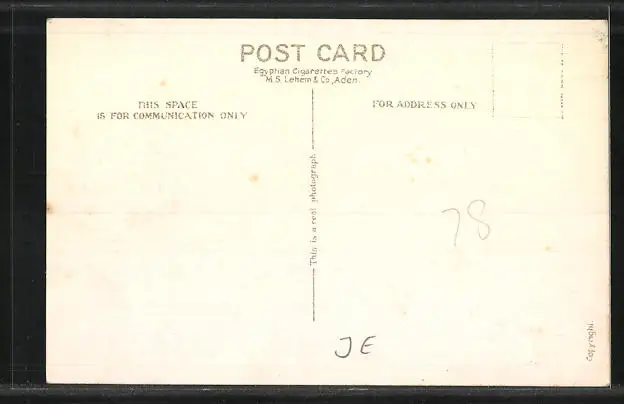 POST CARD
Egyptian Cigarettes Factory
M.S. Lehem & Co., Aden.
THIS SPACE
IS FOR COMMUNICATION ONLY
FOR ADDRESS ONLY
This is a real photograph
78
JE
Copyright.